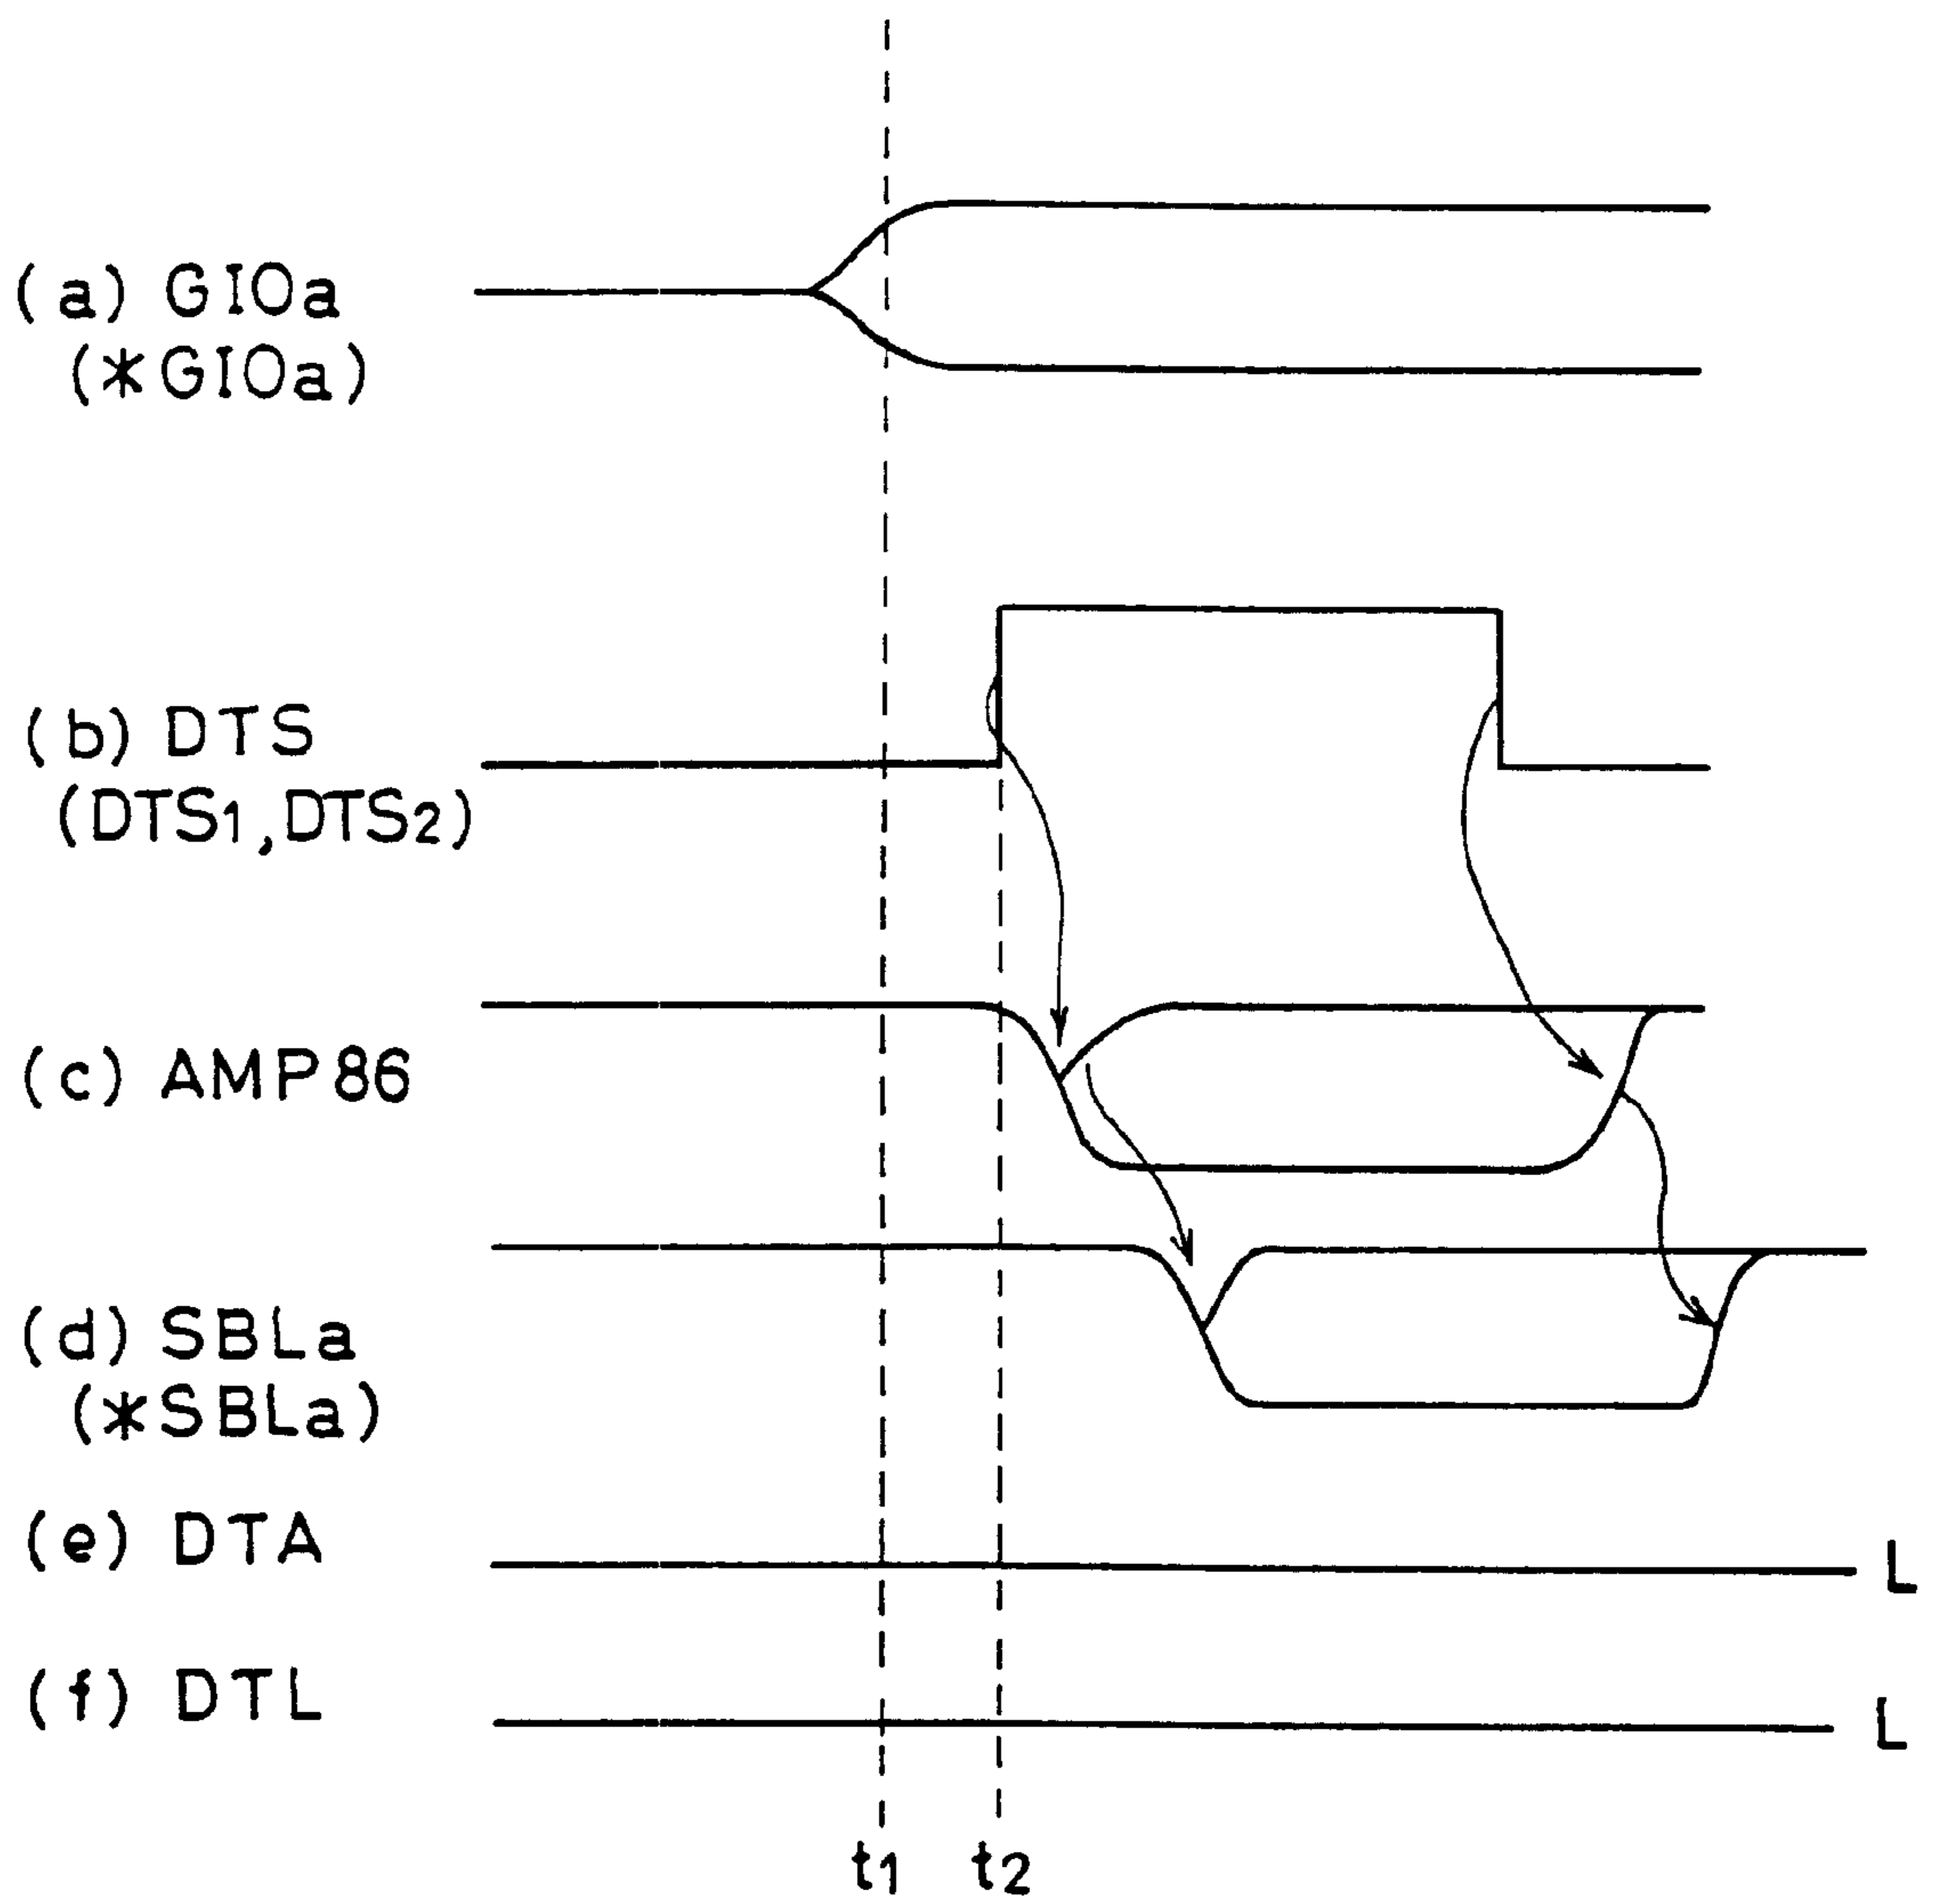 (a) GIOa
(*GIOa)
(b) DTS
(DTS1,DTS2)
(c) AMP86
(d) SBLa
(*SBLa)
(e) DTA
L
(f) DTL
L
t1 t2